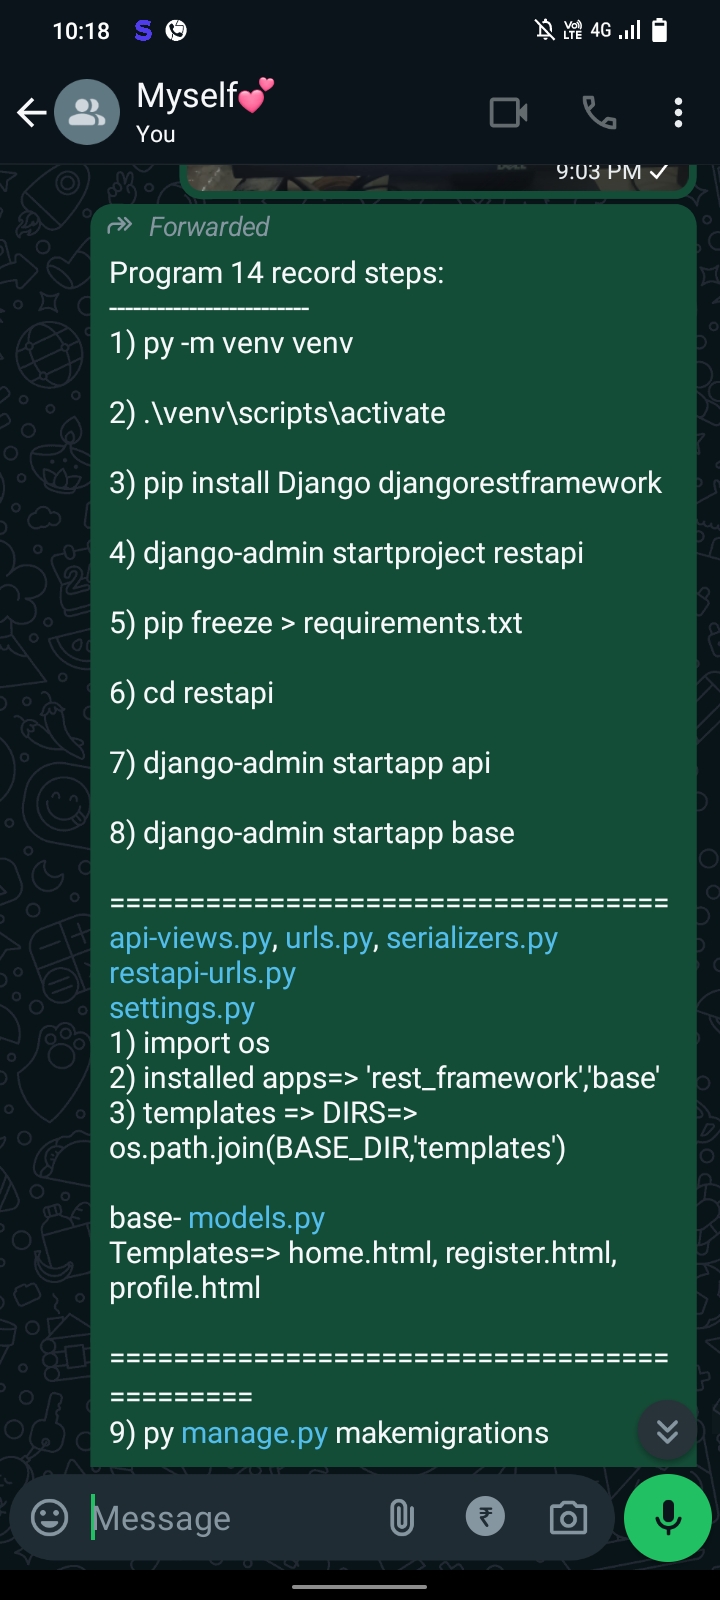 10:18
S
Vo))
LTE 4G
Myself💕
You
9:03 PM
Forwarded
Program 14 record steps:
-------------------------
1) py -m venv venv
2) .\venv\scripts\activate
3) pip install Django djangorestframework
4) django-admin startproject restapi
5) pip freeze > requirements.txt
6) cd restapi
7) django-admin startapp api
8) django-admin startapp base
===================================
api-views.py, urls.py, serializers.py
restapi-urls.py
settings.py
1) import os
2) installed apps=> 'rest_framework','base'
3) templates => DIRS=>
os.path.join(BASE_DIR,'templates')
base- models.py
Templates=> home.html, register.html,
profile.html
===================================
=========
9) py manage.py makemigrations
Message
₹